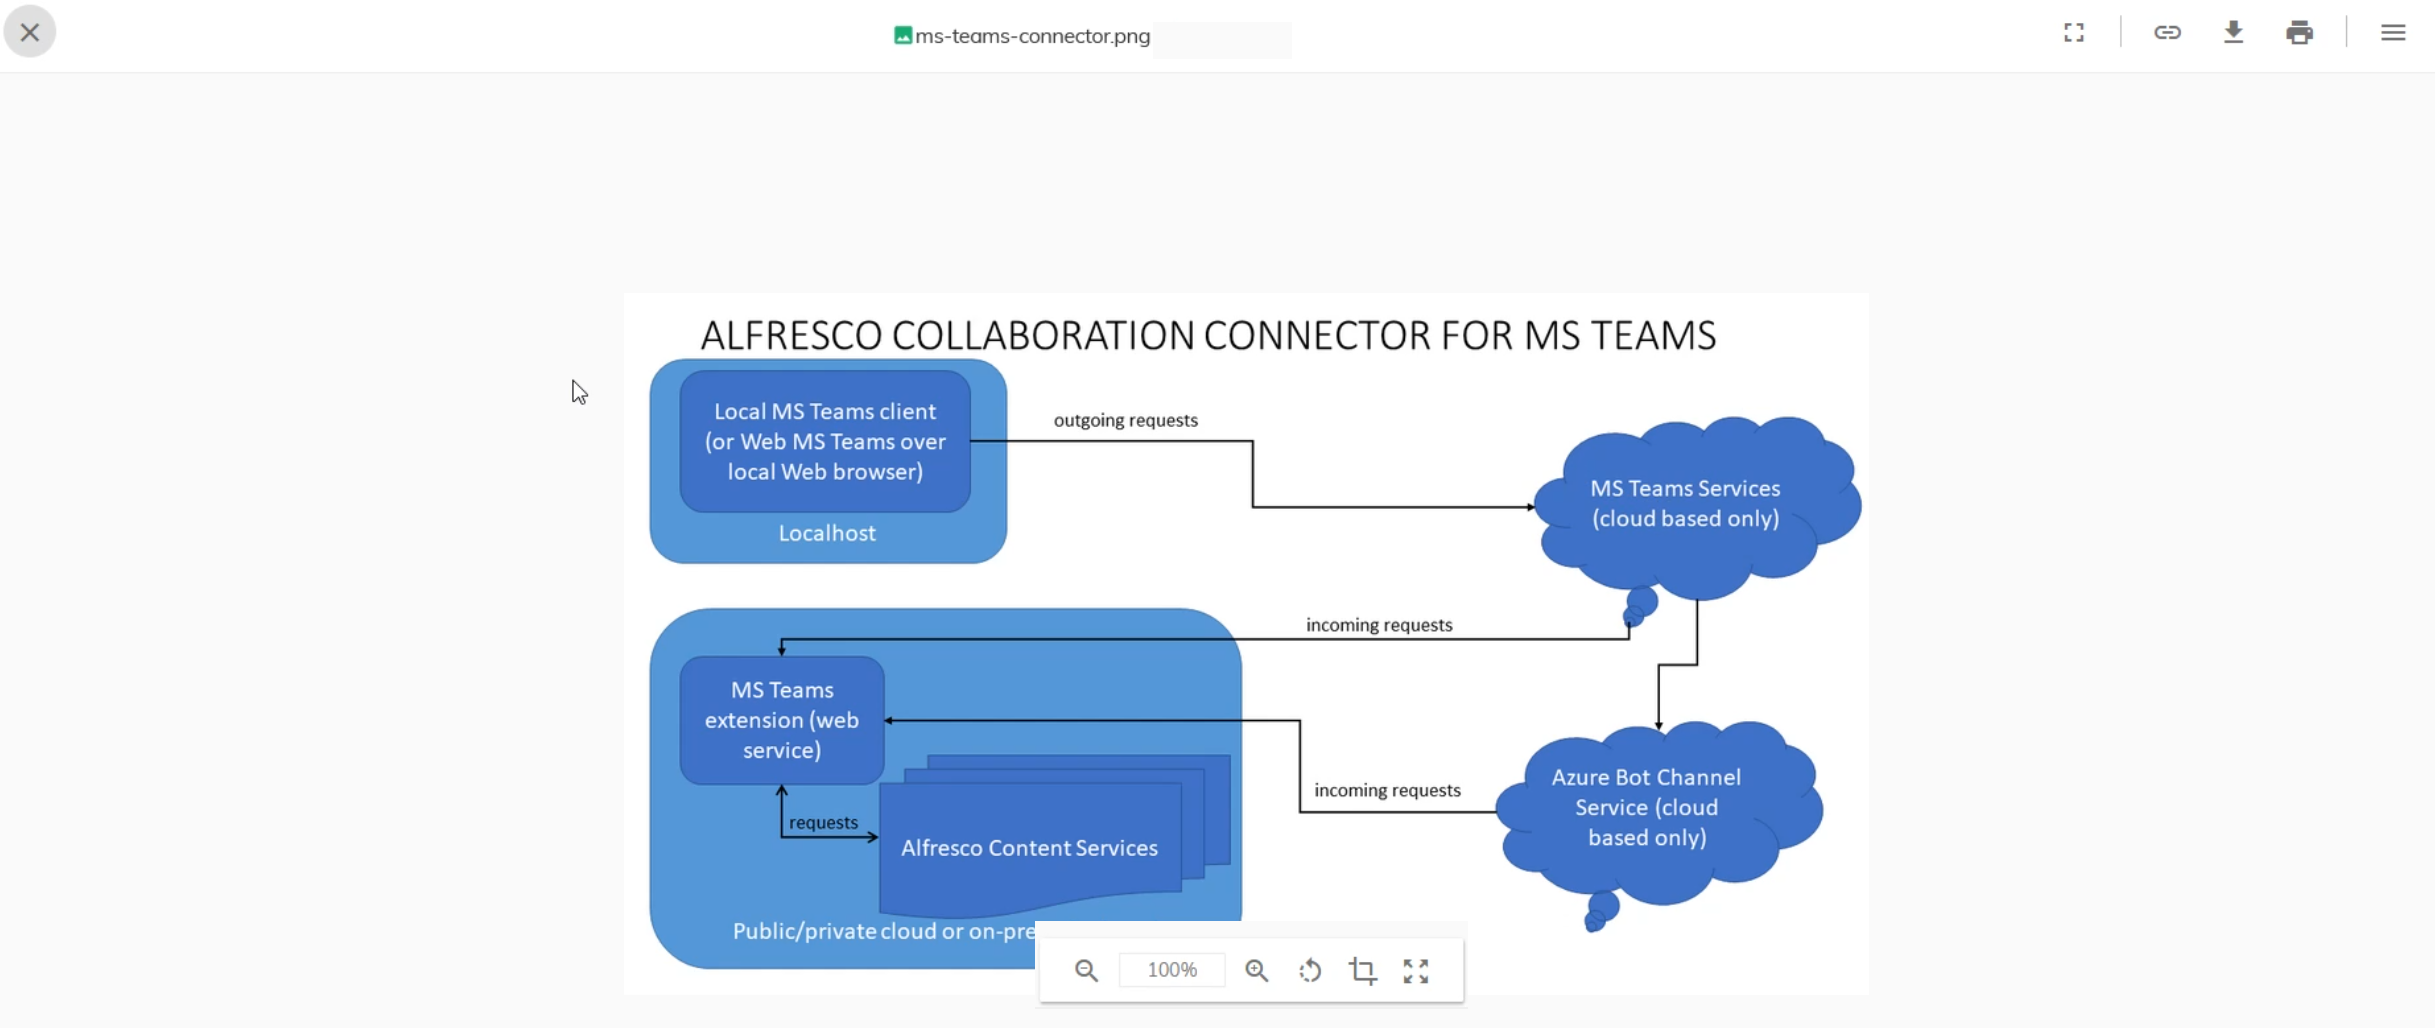 ms-teams-connector.png
ALFRESCO COLLABORATION CONNECTOR FOR MS TEAMS
Local MS Teams client
(or Web MS Teams over
local Web browser)
Localhost
outgoing requests
MS Teams Services
(cloud based only)
incoming requests
MS Teams
extension (web
service)
requests
Alfresco Content Services
incoming requests
Azure Bot Channel
Service (cloud
based only)
Public/private cloud or on-pre
100%